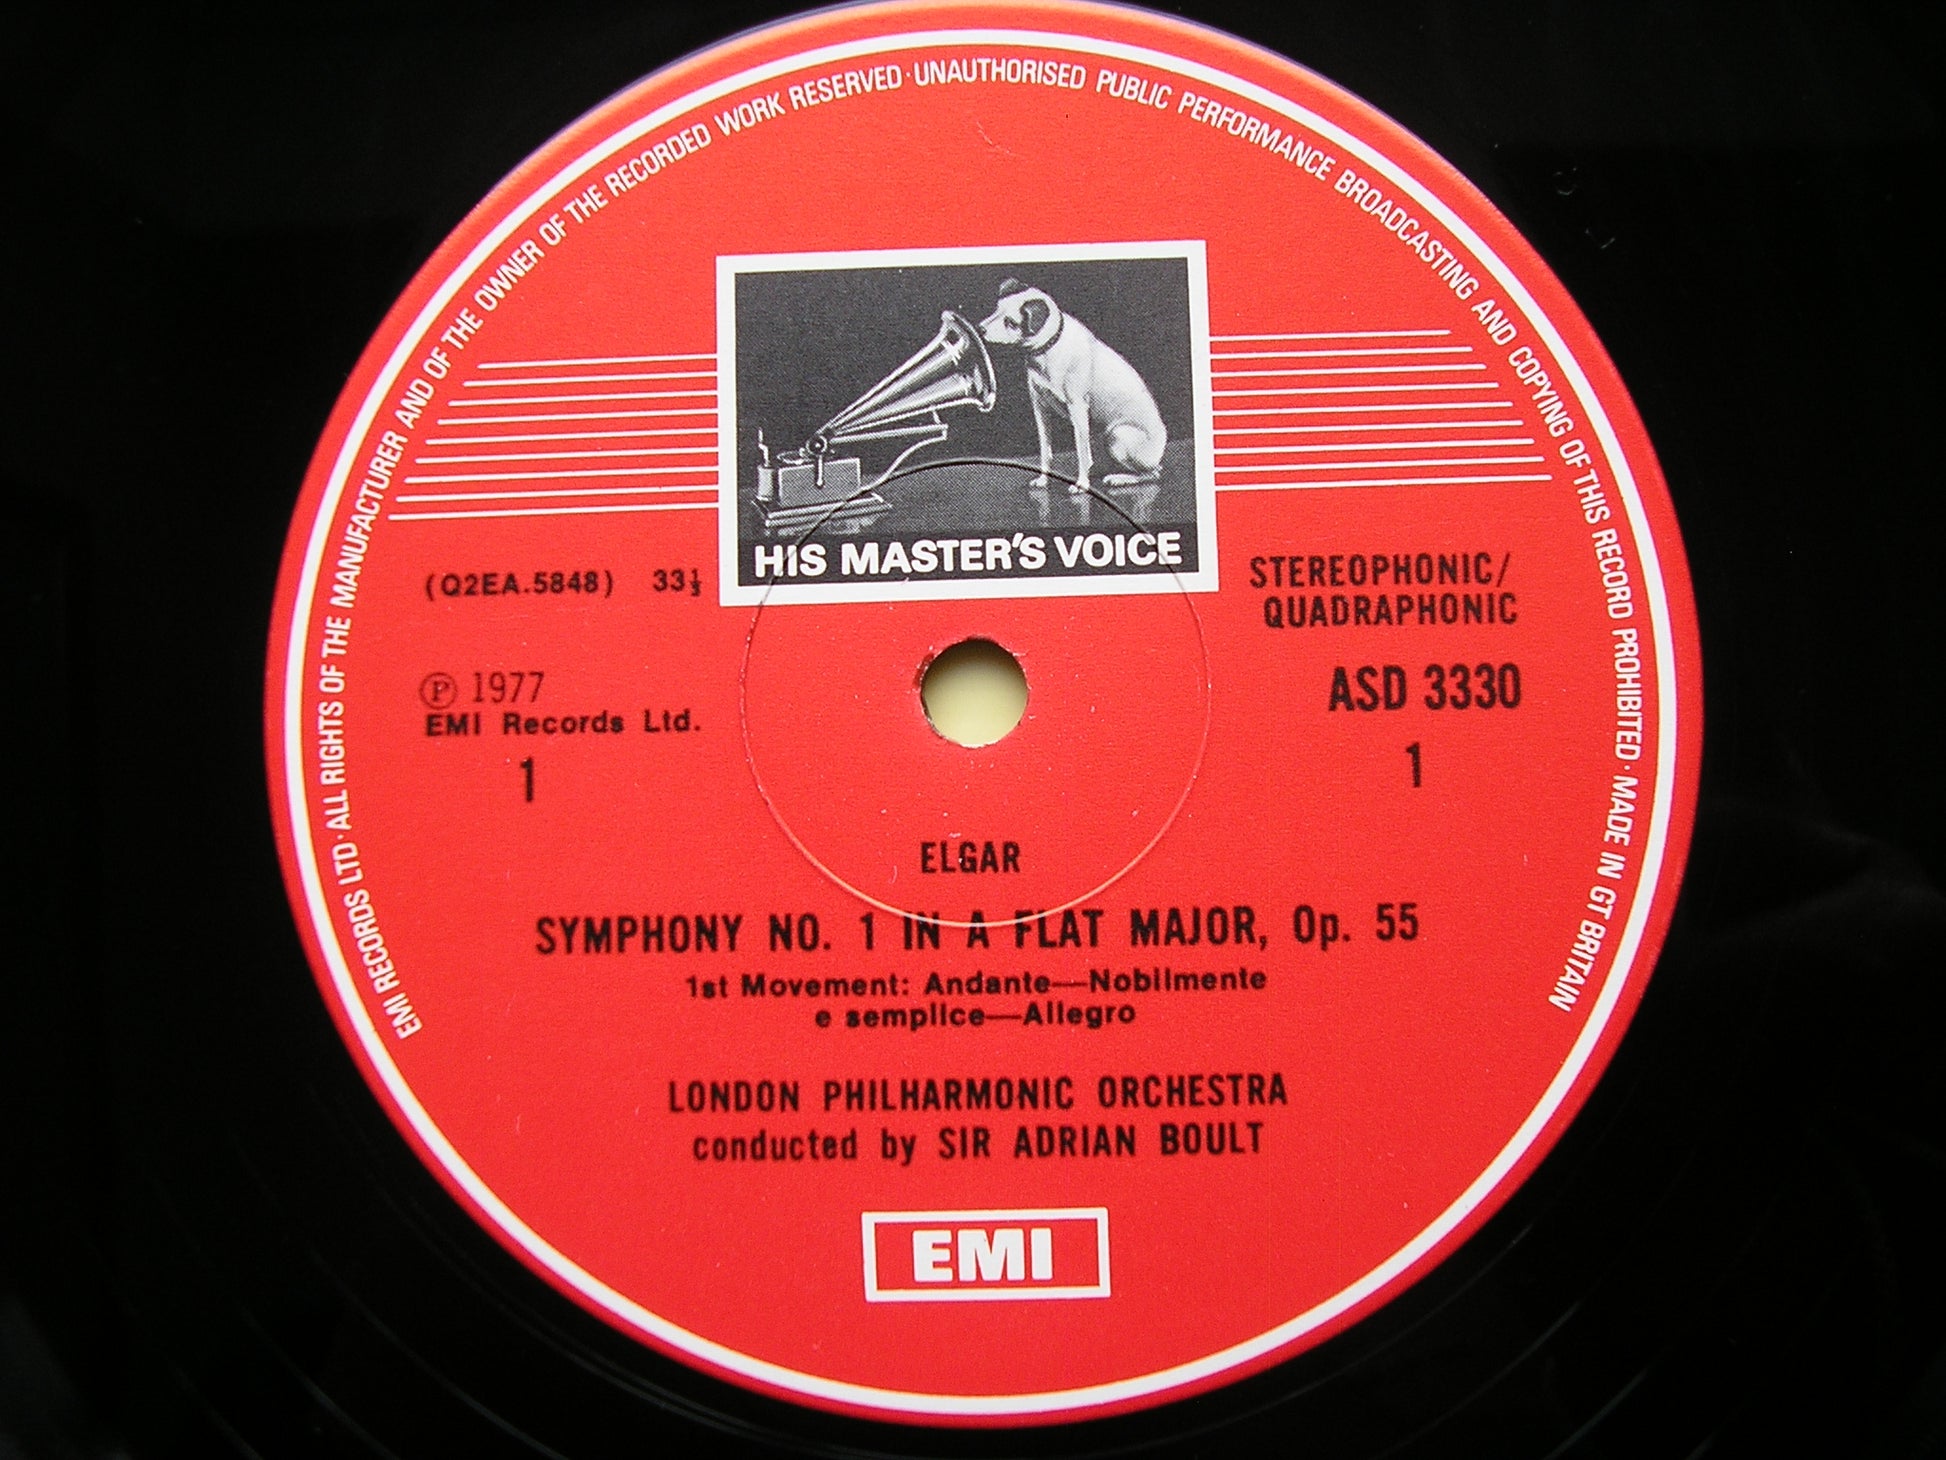 EMI RECORDS LTD · ALL RIGHTS OF THE MANUFACTURER AND OF THE OWNER OF THE RECORDED WORK RESERVED · UNAUTHORISED PUBLIC PERFORMANCE BROADCASTING AND COPYING OF THIS RECORD PROHIBITED · MADE IN GT BRITAIN
HIS MASTER'S VOICE
(Q2EA.5848) 33⅓
STEREOPHONIC/
QUADRAPHONIC
℗ 1977
EMI Records Ltd.
ASD 3330
1
1
ELGAR
SYMPHONY NO. 1 IN A FLAT MAJOR, Op. 55
1st Movement: Andante—Nobilmente
e semplice—Allegro
LONDON PHILHARMONIC ORCHESTRA
conducted by SIR ADRIAN BOULT
EMI